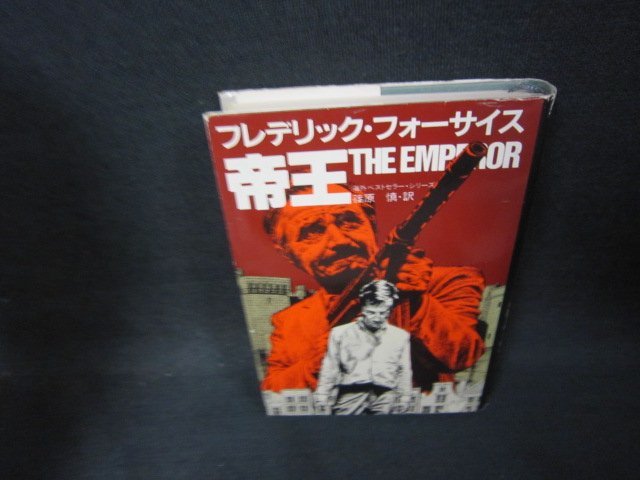 フレデリック・フォーサイス
帝王 THE EMPEROR
海外ベストセラー・シリーズ
篠原 慎・訳